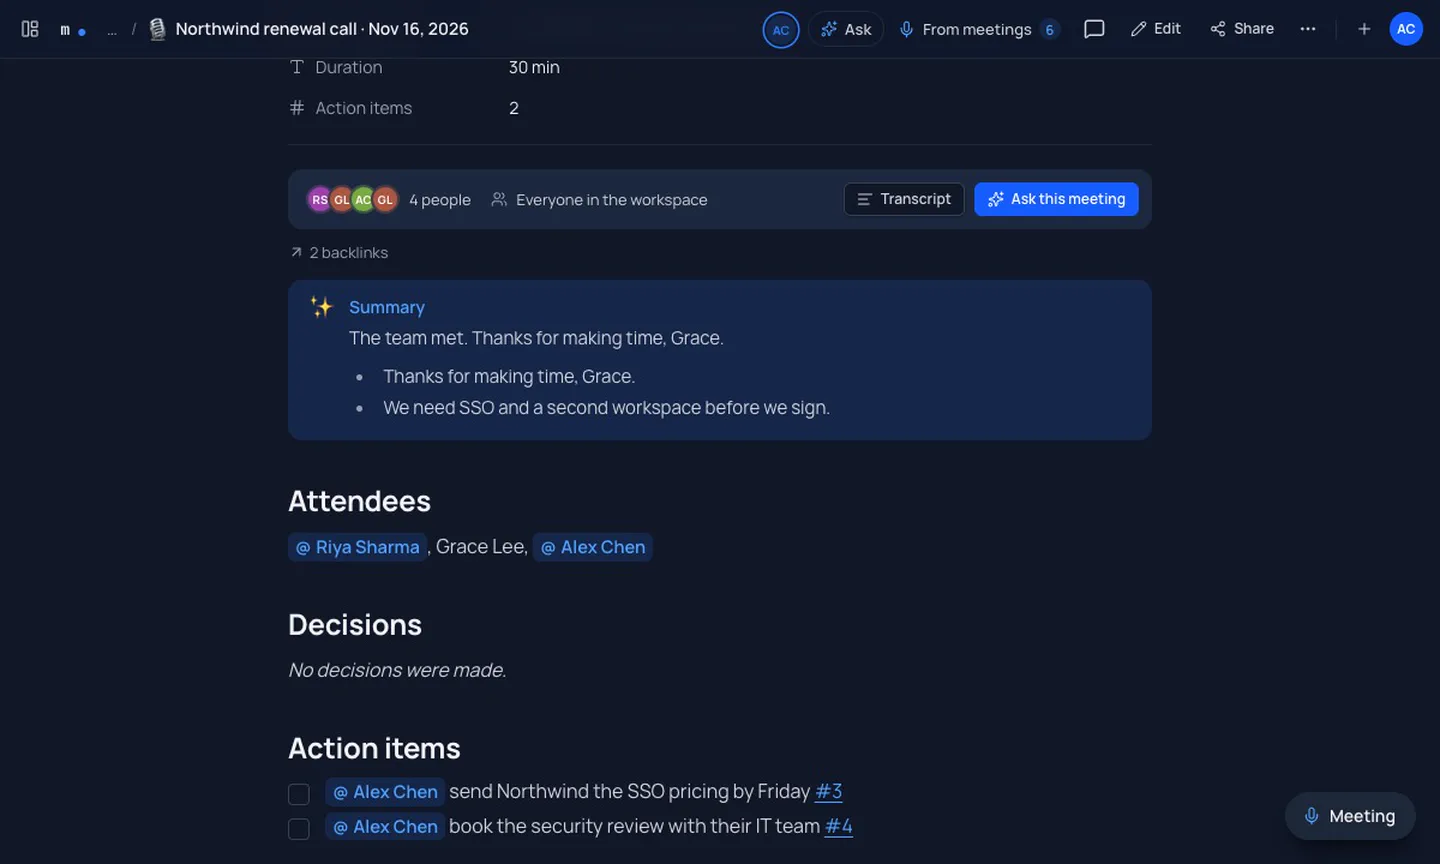 m ... / Northwind renewal call · Nov 16, 2026 AC Ask From meetings 6 Edit Share ... + AC
Duration 30 min
# Action items 2
RS GL AC GL 4 people Everyone in the workspace Transcript Ask this meeting
2 backlinks
Summary
The team met. Thanks for making time, Grace.
• Thanks for making time, Grace.
• We need SSO and a second workspace before we sign.
Attendees
@ Riya Sharma , Grace Lee, @ Alex Chen
Decisions
No decisions were made.
Action items
@ Alex Chen send Northwind the SSO pricing by Friday #3
@ Alex Chen book the security review with their IT team #4
Meeting